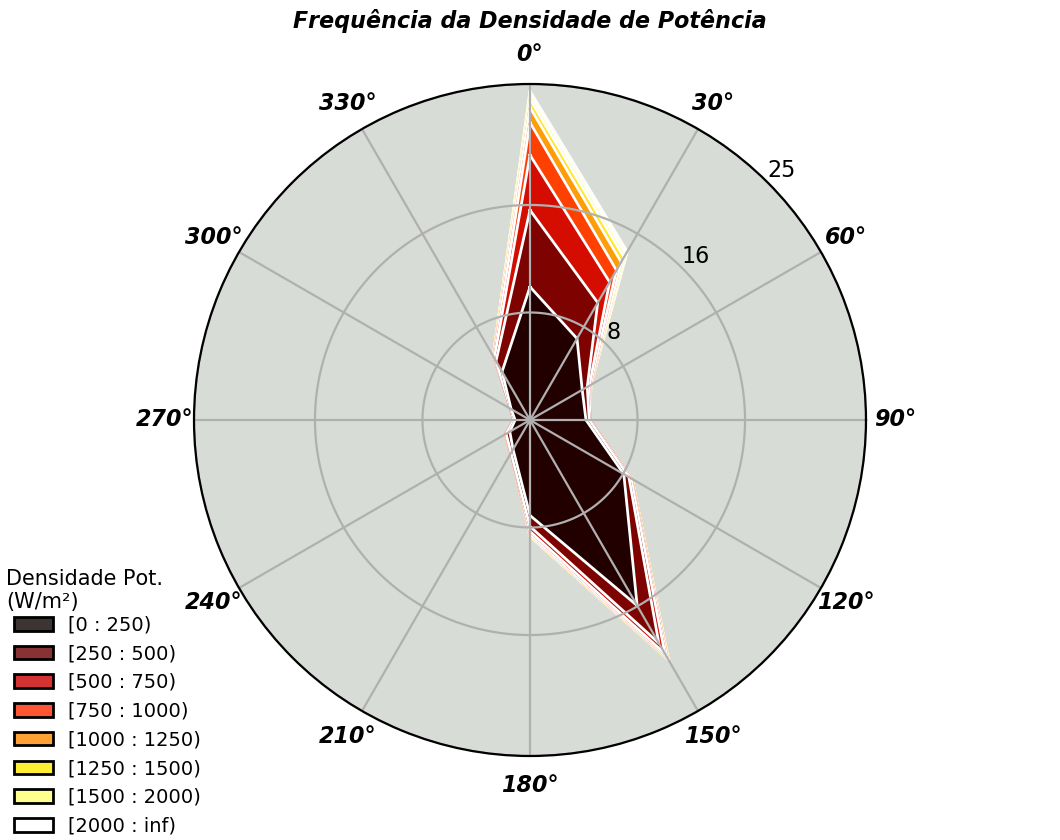 Frequência da Densidade de Potência
0°
330°
30°
25
300°
60°
16
8
270°
90°
240°
120°
210°
150°
180°
Densidade Pot.
(W/m²)
[0 : 250)
[250 : 500)
[500 : 750)
[750 : 1000)
[1000 : 1250)
[1250 : 1500)
[1500 : 2000)
[2000 : inf)